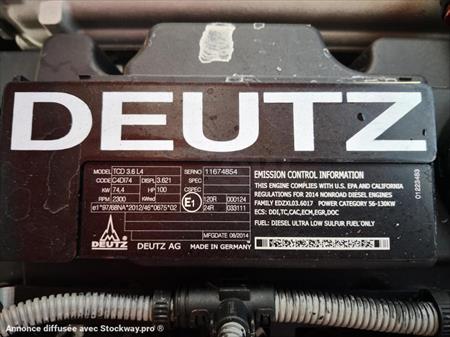 DEUTZ
MODEL TCD 3.6 L4
CODE C4DI74 DISPL 3.621
KW 74,4 HP 100
RPM 2300 KWred
e1*97/68NA*2012/46*0675*02
SERNO 11674854
SPEC
CSPEC
E1 120R 000124
24R 033111
MFGDATE 08/2014
DEUTZ
DEUTZ AG MADE IN GERMANY
EMISSION CONTROL INFORMATION
THIS ENGINE COMPLIES WITH U.S. EPA AND CALIFORNIA
REGULATIONS FOR 2014 NONROAD DIESEL ENGINES
FAMILY EDZXL03.6017 POWER CATEGORY 56-130KW
ECS: DDI,TC,CAC,ECM,EGR,DOC
FUEL: DIESEL ULTRA LOW SULFUR FUEL ONLY
01223483
Annonce diffusée avec Stockway.pro ®